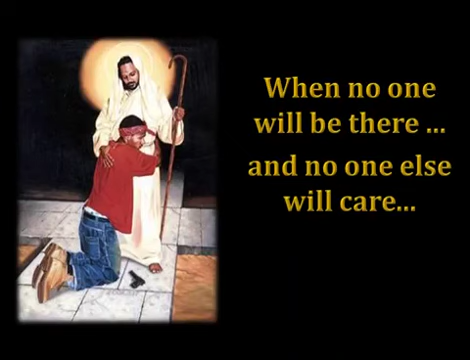 When no one
will be there ...
and no one else
will care...